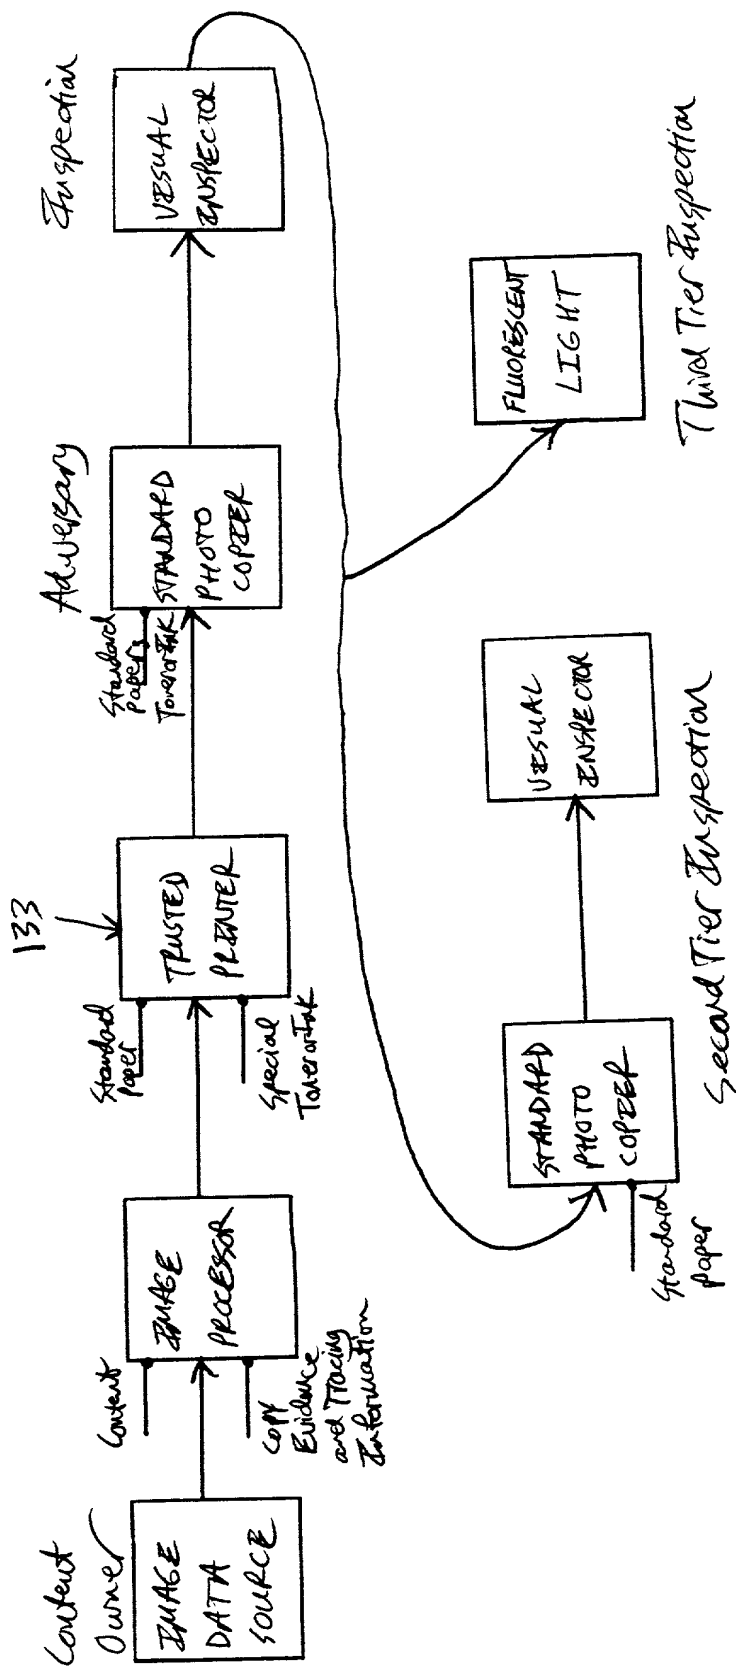 Content
Owner
IMAGE
DATA
SOURCE
Content
Copy
Evidence
and Tracing
Information
IMAGE
PROCESSOR
Standard
Paper
Special
Toner or Ink
133
TRUSTED
PRINTER
Adversary
Standard
Paper,
Toner or Ink
STANDARD
PHOTO
COPIER
Inspection
VISUAL
INSPECTOR
Standard
Paper
STANDARD
PHOTO
COPIER
VISUAL
INSPECTOR
Second Tier Inspection
FLUORESCENT
LIGHT
Third Tier Inspection